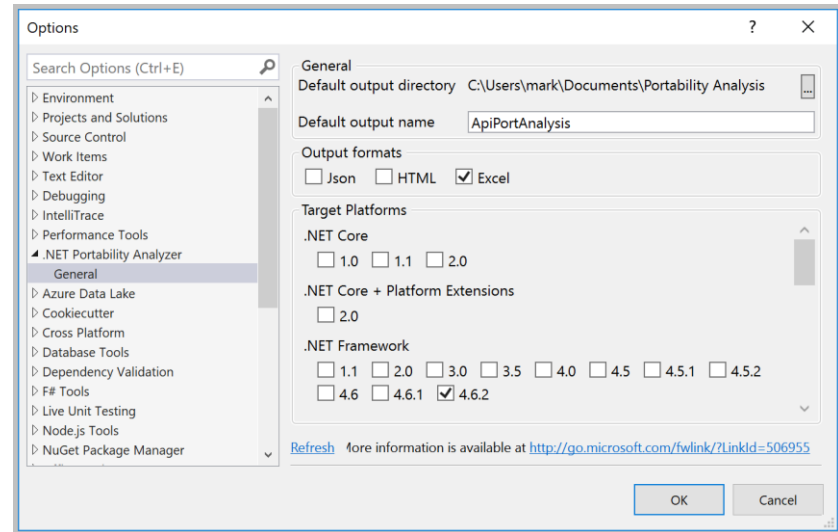 Options
?
Search Options (Ctrl+E)
Environment
Projects and Solutions
Source Control
Work Items
Text Editor
Debugging
IntelliTrace
Performance Tools
.NET Portability Analyzer
General
Azure Data Lake
Cookiecutter
Cross Platform
Database Tools
Dependency Validation
F# Tools
Live Unit Testing
Node.js Tools
NuGet Package Manager
General
Default output directory C:\Users\mark\Documents\Portability Analysis ...
Default output name ApiPortAnalysis
Output formats
Json HTML Excel
Target Platforms
.NET Core
1.0 1.1 2.0
.NET Core + Platform Extensions
2.0
.NET Framework
1.1 2.0 3.0 3.5 4.0 4.5 4.5.1 4.5.2
4.6 4.6.1 4.6.2
Refresh More information is available at http://go.microsoft.com/fwlink/?LinkId=506955
OK Cancel